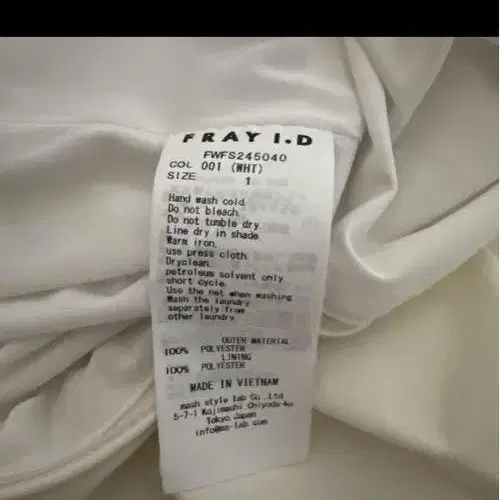 FRAY I.D
FWFS245040
COL 001 (WHT)
SIZE 1
Hand wash cold.
Do not bleach.
Do not tumble dry.
Line dry in shade.
Warm iron.
use press cloth.
Dryclean.
petroleum solvent only.
short cycle.
Use the net when washing
Wash the laundry
separately from
other laundry
OUTER MATERIAL
100% POLYESTER
LINING
100% POLYESTER
MADE IN VIETNAM
mash style lab Co.,Ltd
5-7-1 Kojimachi Chiyoda-ku
Tokyo Japan
info@ms-lab.com